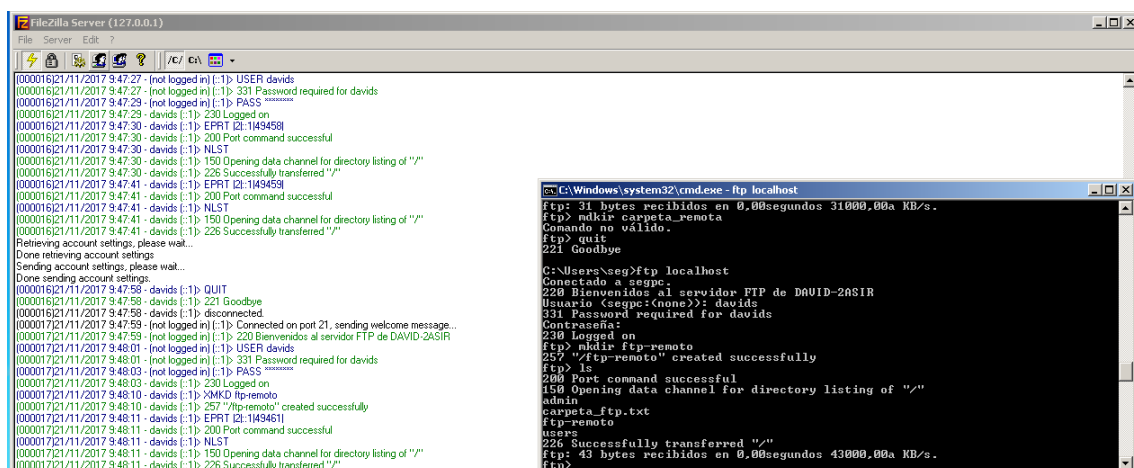 FileZilla Server (127.0.0.1)
File Server Edit ?
/C/ C:\
(000016)21/11/2017 9:47:27 - (not logged in) (::1)> USER davids
(000016)21/11/2017 9:47:27 - (not logged in) (::1)> 331 Password required for davids
(000016)21/11/2017 9:47:29 - (not logged in) (::1)> PASS ********
(000016)21/11/2017 9:47:29 - davids (::1)> 230 Logged on
(000016)21/11/2017 9:47:30 - davids (::1)> EPRT |2|::1|49458|
(000016)21/11/2017 9:47:30 - davids (::1)> 200 Port command successful
(000016)21/11/2017 9:47:30 - davids (::1)> NLST
(000016)21/11/2017 9:47:30 - davids (::1)> 150 Opening data channel for directory listing of "/"
(000016)21/11/2017 9:47:30 - davids (::1)> 226 Successfully transferred "/"
(000016)21/11/2017 9:47:41 - davids (::1)> EPRT |2|::1|49459|
(000016)21/11/2017 9:47:41 - davids (::1)> 200 Port command successful
(000016)21/11/2017 9:47:41 - davids (::1)> NLST
(000016)21/11/2017 9:47:41 - davids (::1)> 150 Opening data channel for directory listing of "/"
(000016)21/11/2017 9:47:41 - davids (::1)> 226 Successfully transferred "/"
Retrieving account settings, please wait...
Done retrieving account settings
Sending account settings, please wait...
Done sending account settings.
(000016)21/11/2017 9:47:58 - davids (::1)> QUIT
(000016)21/11/2017 9:47:58 - davids (::1)> 221 Goodbye
(000016)21/11/2017 9:47:58 - davids (::1)> disconnected.
(000017)21/11/2017 9:47:59 - (not logged in) (::1)> Connected on port 21, sending welcome message...
(000017)21/11/2017 9:47:59 - (not logged in) (::1)> 220 Bienvenidos al servidor FTP de DAVID-2ASIR
(000017)21/11/2017 9:48:01 - (not logged in) (::1)> USER davids
(000017)21/11/2017 9:48:01 - (not logged in) (::1)> 331 Password required for davids
(000017)21/11/2017 9:48:03 - (not logged in) (::1)> PASS ********
(000017)21/11/2017 9:48:03 - davids (::1)> 230 Logged on
(000017)21/11/2017 9:48:10 - davids (::1)> XMKD ftp-remoto
(000017)21/11/2017 9:48:10 - davids (::1)> 257 "/ftp-remoto" created successfully
(000017)21/11/2017 9:48:11 - davids (::1)> EPRT |2|::1|49461|
(000017)21/11/2017 9:48:11 - davids (::1)> 200 Port command successful
(000017)21/11/2017 9:48:11 - davids (::1)> NLST
(000017)21/11/2017 9:48:11 - davids (::1)> 150 Opening data channel for directory listing of "/"
(000017)21/11/2017 9:48:11 - davids (::1)> 226 Successfully transferred "/"
C:\Windows\system32\cmd.exe - ftp localhost
ftp: 31 bytes recibidos en 0,00segundos 31000,00a KB/s.
ftp> mdkir carpeta_remota
Comando no válido.
ftp> quit
221 Goodbye
C:\Users\seg>ftp localhost
Conectado a segpc.
220 Bienvenidos al servidor FTP de DAVID-2ASIR
Usuario (segpc:(none)): davids
331 Password required for davids
Contraseña:
230 Logged on
ftp> mkdir ftp-remoto
257 "/ftp-remoto" created successfully
ftp> ls
200 Port command successful
150 Opening data channel for directory listing of "/"
admin
carpeta_ftp.txt
ftp-remoto
users
226 Successfully transferred "/"
ftp: 43 bytes recibidos en 0,00segundos 43000,00a KB/s.
ftp>